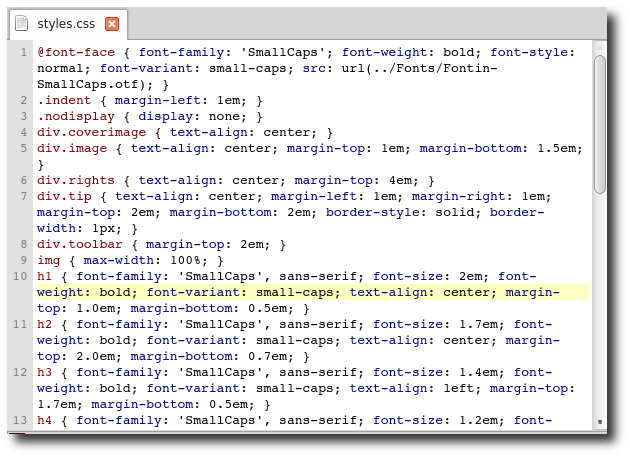 styles.css
1 @font-face { font-family: 'SmallCaps'; font-weight: bold; font-style:
normal; font-variant: small-caps; src: url(../Fonts/Fontin-
SmallCaps.otf); }
2 .indent { margin-left: 1em; }
3 .nodisplay { display: none; }
4 div.coverimage { text-align: center; }
5 div.image { text-align: center; margin-top: 1em; margin-bottom: 1.5em;
}
6 div.rights { text-align: center; margin-top: 4em; }
7 div.tip { text-align: center; margin-left: 1em; margin-right: 1em;
margin-top: 2em; margin-bottom: 2em; border-style: solid; border-
width: 1px; }
8 div.toolbar { margin-top: 2em; }
9 img { max-width: 100%; }
10 h1 { font-family: 'SmallCaps', sans-serif; font-size: 2em; font-
weight: bold; font-variant: small-caps; text-align: center; margin-
top: 1.0em; margin-bottom: 0.5em; }
11 h2 { font-family: 'SmallCaps', sans-serif; font-size: 1.7em; font-
weight: bold; font-variant: small-caps; text-align: center; margin-
top: 2.0em; margin-bottom: 0.7em; }
12 h3 { font-family: 'SmallCaps', sans-serif; font-size: 1.4em; font-
weight: bold; font-variant: small-caps; text-align: left; margin-top:
1.7em; margin-bottom: 0.5em; }
13 h4 { font-family: 'SmallCaps', sans-serif; font-size: 1.2em; font-